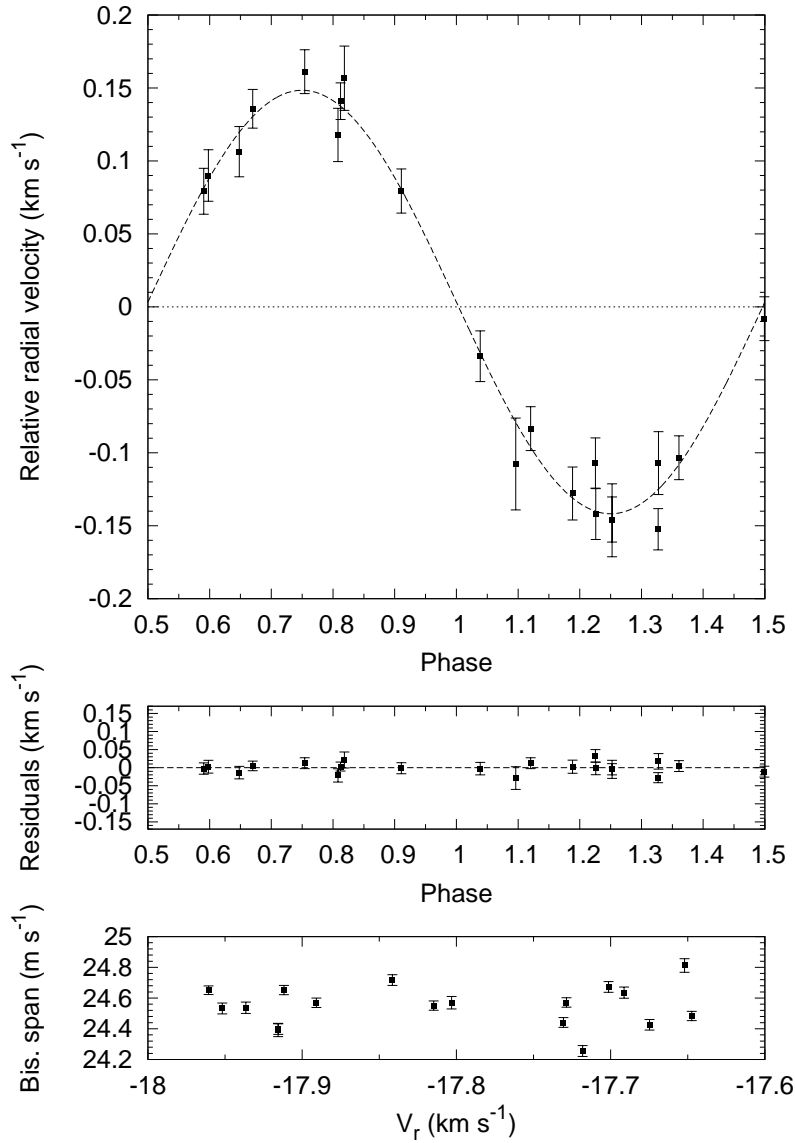 0.2
0.15
0.1
0.05
0
-0.05
-0.1
-0.15
-0.2
Relative radial velocity (km s⁻¹)
0.5 0.6 0.7 0.8 0.9 1 1.1 1.2 1.3 1.4 1.5
Phase
0.15
0.1
0.05
0
-0.05
-0.1
-0.15
Residuals (km s⁻¹)
0.5 0.6 0.7 0.8 0.9 1 1.1 1.2 1.3 1.4 1.5
Phase
25
24.8
24.6
24.4
24.2
Bis. span (m s⁻¹)
-18 -17.9 -17.8 -17.7 -17.6
V_r (km s⁻¹)